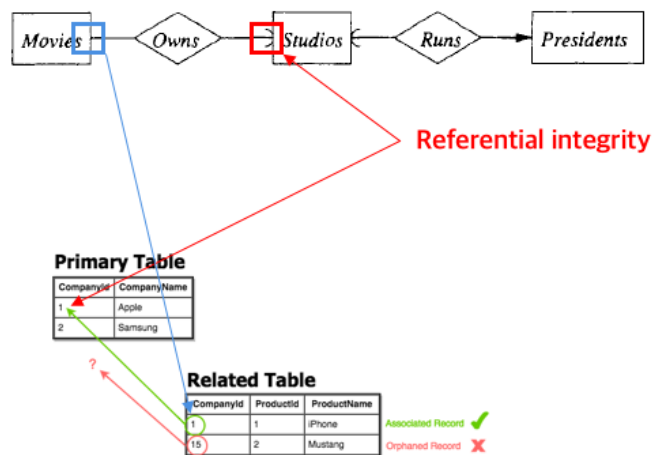 Movies Owns Studios Runs Presidents
Referential integrity
Primary Table
CompanyId CompanyName
1 Apple
2 Samsung
?
Related Table
CompanyId ProductId ProductName
1 1 iPhone Associated Record ✓
15 2 Mustang Orphaned Record ✗